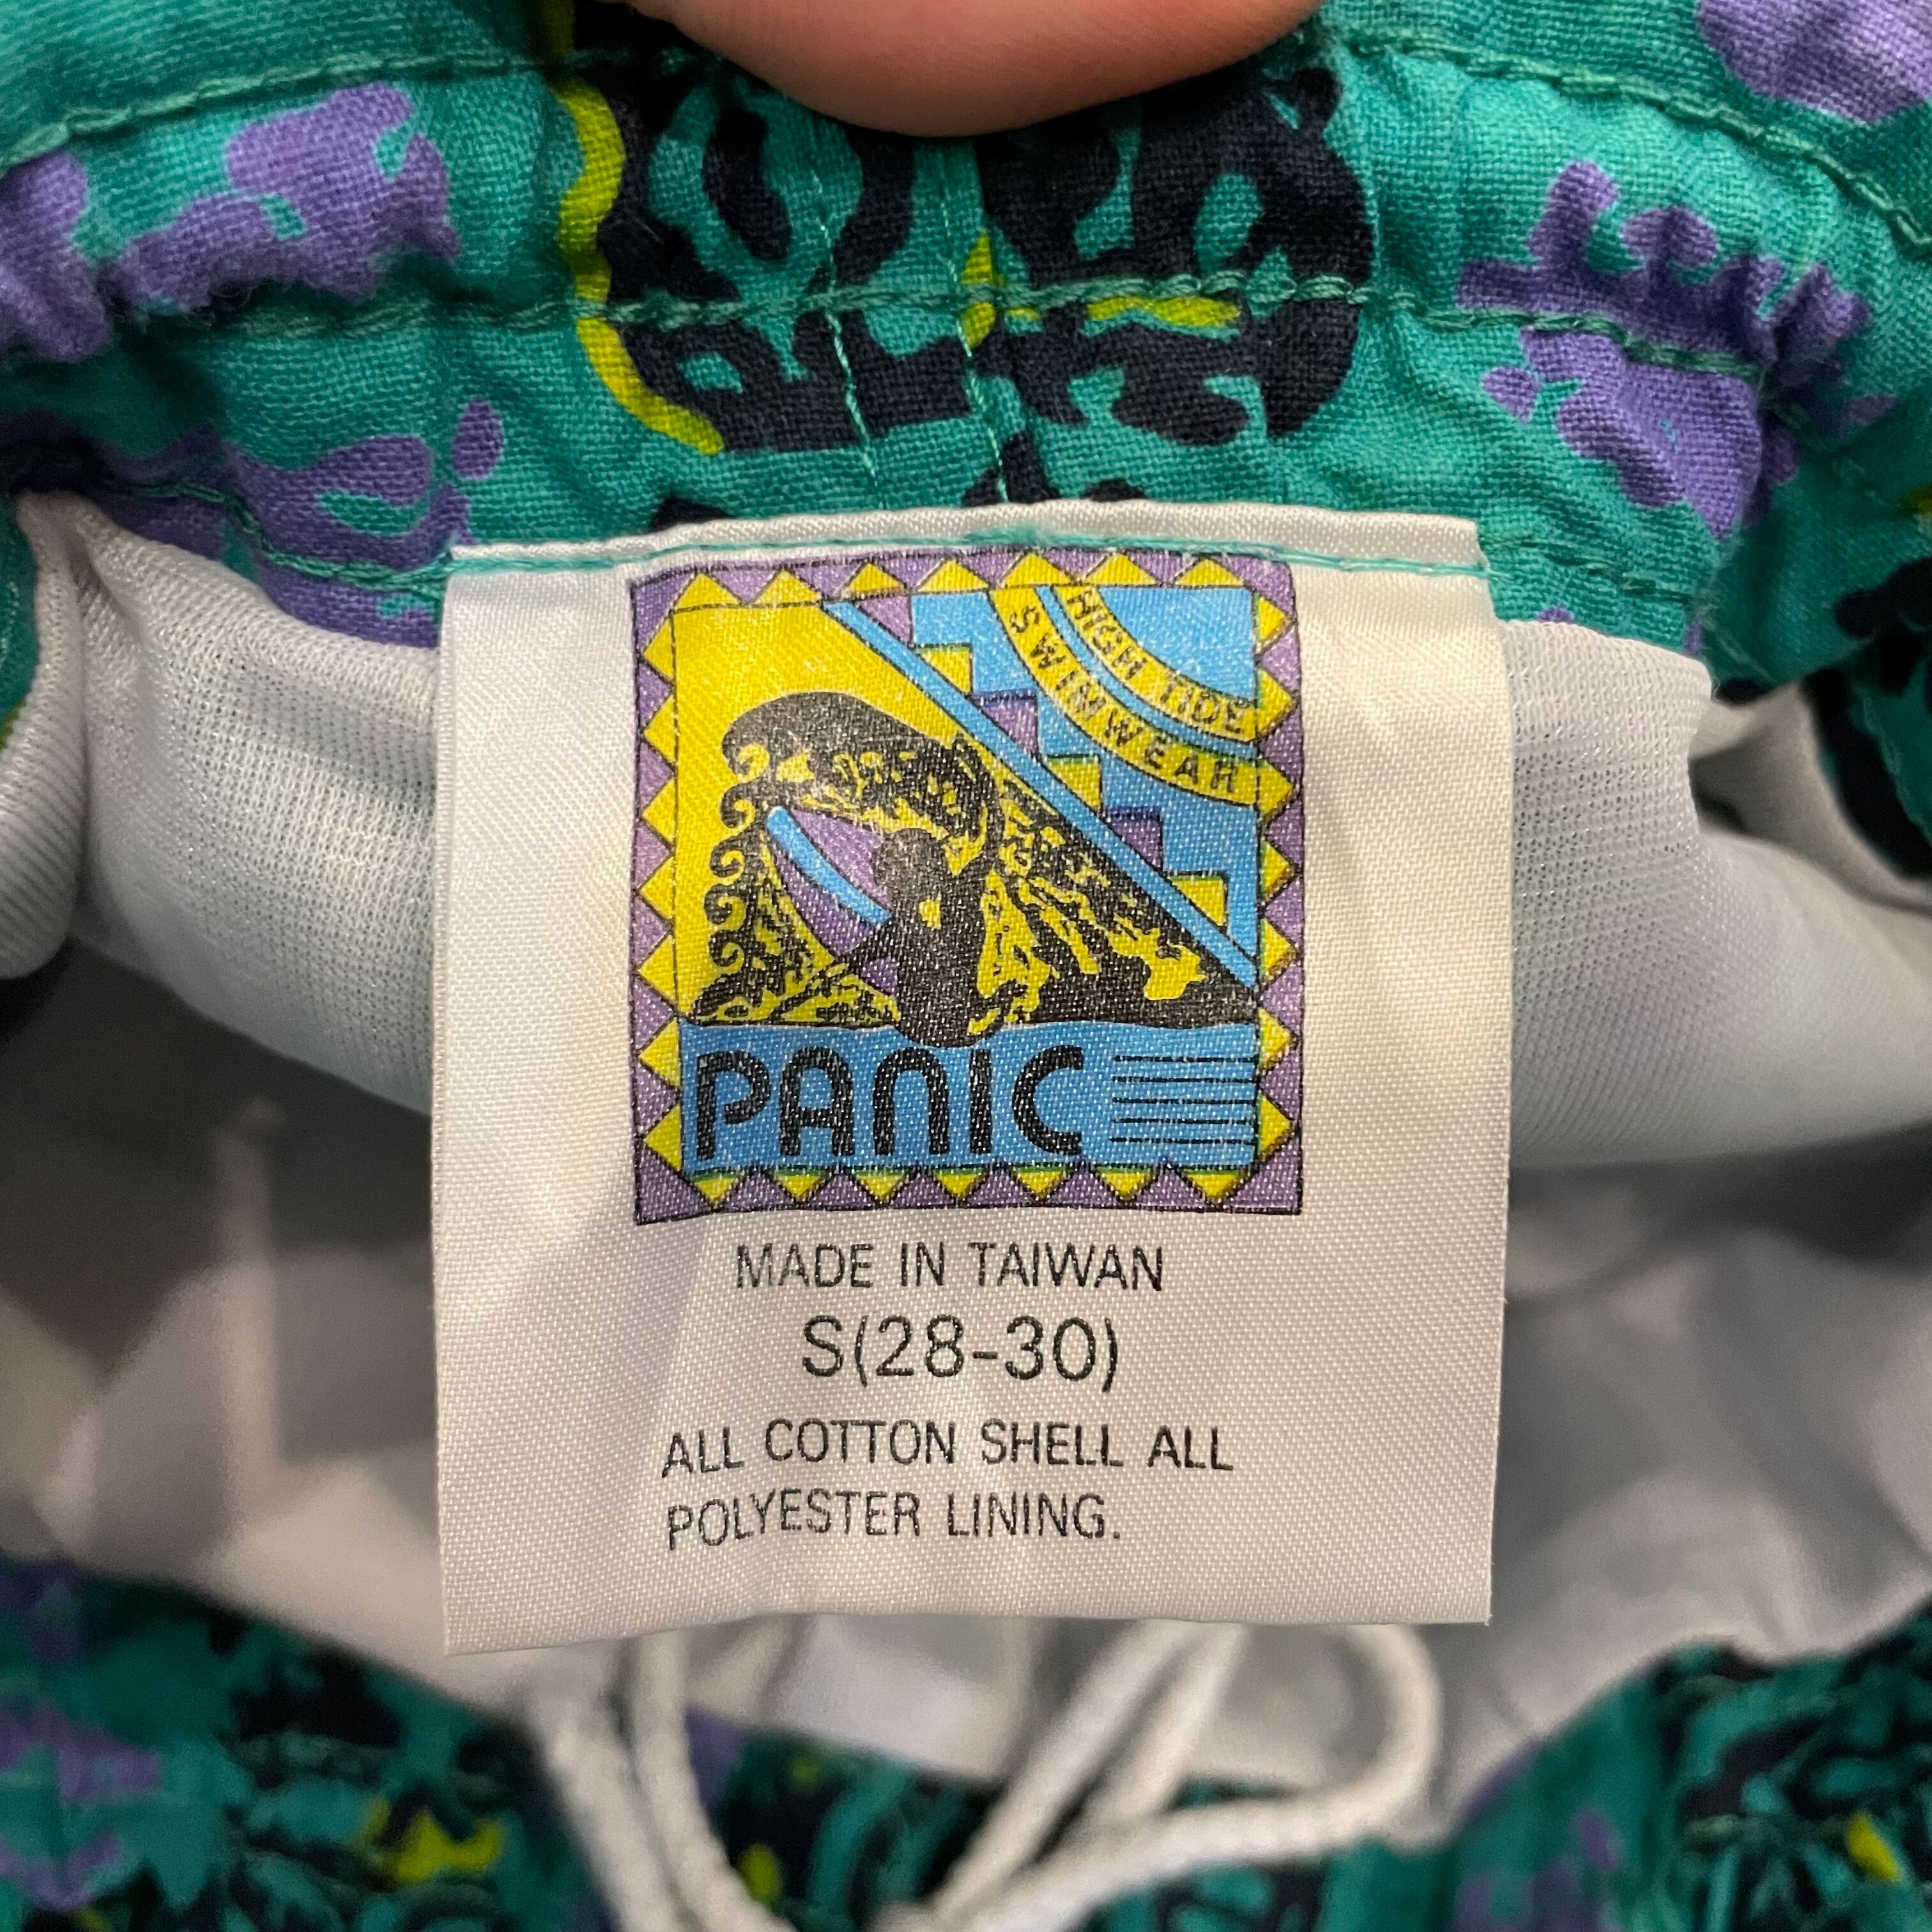 HIGH TIDE
SWIMWEAR
PANIC
MADE IN TAIWAN
S(28-30)
ALL COTTON SHELL ALL
POLYESTER LINING.